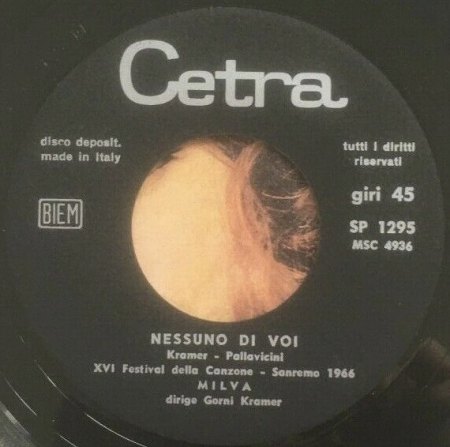 Cetra
disco deposit.
made in Italy
tutti i diritti
riservati
BIEM
giri 45
SP 1295
MSC 4936
NESSUNO DI VOI
Kramer - Pallavicini
XVI Festival della Canzone - Sanremo 1966
MILVA
dirige Gorni Kramer